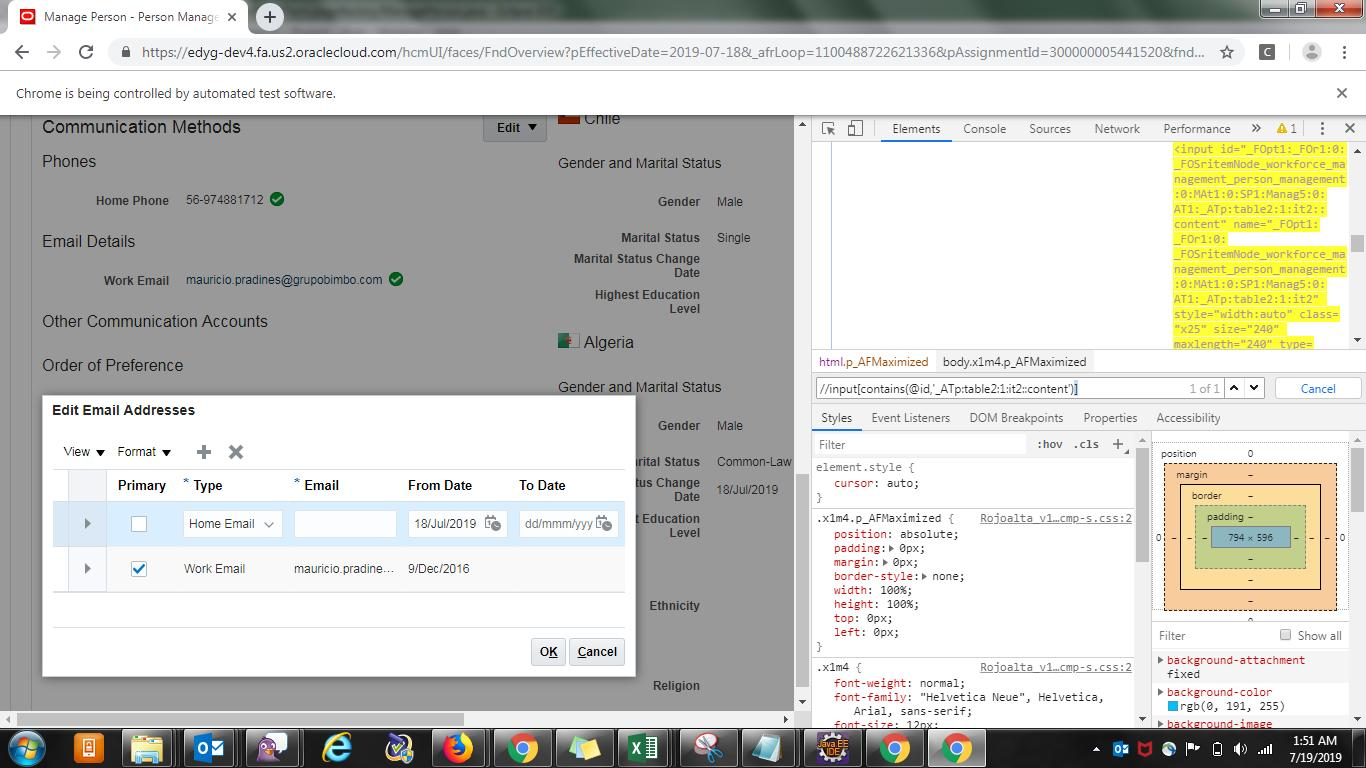 Manage Person - Person Manage
https://edyg-dev4.fa.us2.oraclecloud.com/hcmUI/faces/FndOverview?pEffectiveDate=2019-07-18&_afrLoop=1100488722621336&pAssignmentId=300000005441520&fnd...
Chrome is being controlled by automated test software.
Communication Methods
Edit
Phones
Home Phone 56-974881712
Email Details
Work Email mauricio.pradines@grupobimbo.com
Other Communication Accounts
Order of Preference
Chile
Gender and Marital Status
Gender Male
Marital Status Single
Marital Status Change
Date
Highest Education
Level
Algeria
Gender and Marital Status
Gender Male
rital Status Common-Law
us Change
Date 18/Jul/2019
Education
Level
Ethnicity
Religion
Edit Email Addresses
View Format
Primary * Type * Email From Date To Date
Home Email 18/Jul/2019 dd/mmm/yyy
Work Email mauricio.pradine... 9/Dec/2016
OK Cancel
Elements Console Sources Network Performance » 1
<input id="_FOpt1:_FOr1:0:
_FOSritemNode_workforce_ma
nagement_person_management
:0:MAt1:0:SP1:Manag5:0:
AT1:_ATp:table2:1:it2::
content" name="_FOpt1:
_FOr1:0:
_FOSritemNode_workforce_ma
nagement_person_management
:0:MAt1:0:SP1:Manag5:0:
AT1:_ATp:table2:1:it2"
style="width:auto" class=
"x25" size="240"
maxlength="240" type=
html.p_AFMaximized body.x1m4.p_AFMaximized
//input[contains(@id,'_ATp:table2:1:it2::content')] 1 of 1 Cancel
Styles Event Listeners DOM Breakpoints Properties Accessibility
Filter :hov .cls +
element.style {
cursor: auto;
}
.x1m4.p_AFMaximized { Rojoalta_v1…cmp-s.css:2
position: absolute;
padding: 0px;
margin: 0px;
border-style: none;
width: 100%;
height: 100%;
top: 0px;
left: 0px;
}
.x1m4 { Rojoalta_v1…cmp-s.css:2
font-weight: normal;
font-family: "Helvetica Neue", Helvetica,
Arial, sans-serif;
font-size: 12px;
position 0
margin –
border –
padding –
0 – – – 794 × 596 – – – 0
–
–
–
0
Filter Show all
background-attachment
fixed
background-color
rgb(0, 191, 255)
background-image
Java EE
IDE
1:51 AM
7/19/2019